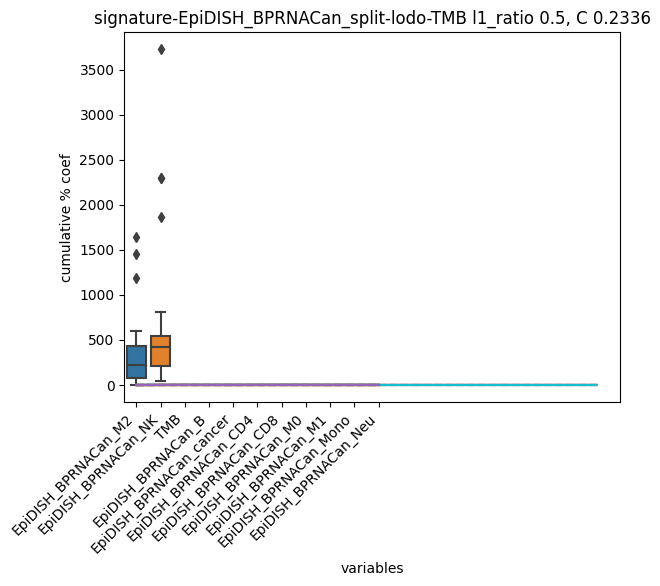 signature-EpiDISH_BPRNACan_split-lodo-TMB l1_ratio 0.5, C 0.2336
3500
3000
2500
2000
1500
1000
500
0
cumulative % coef
EpiDISH_BPRNACan_M2
EpiDISH_BPRNACan_NK
TMB
EpiDISH_BPRNACan_B
EpiDISH_BPRNACan_cancer
EpiDISH_BPRNACan_CD4
EpiDISH_BPRNACan_CD8
EpiDISH_BPRNACan_M0
EpiDISH_BPRNACan_M1
EpiDISH_BPRNACan_Mono
EpiDISH_BPRNACan_Neu
variables